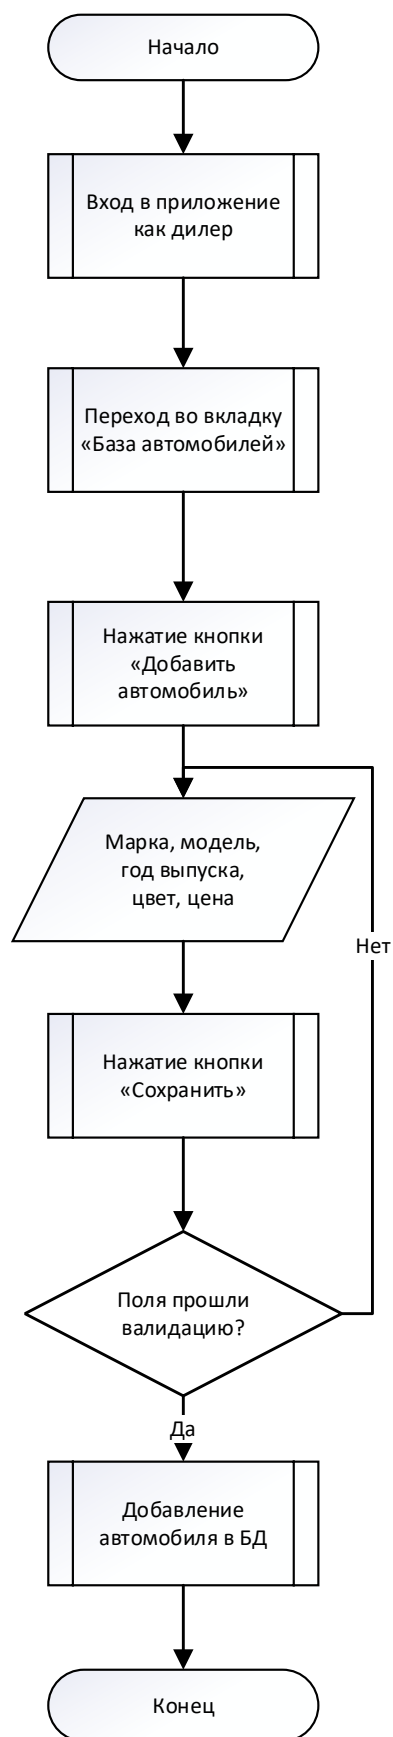 Начало
Вход в приложение
как дилер
Переход во вкладку
«База автомобилей»
Нажатие кнопки
«Добавить
автомобиль»
Марка, модель,
год выпуска,
цвет, цена
Нет
Нажатие кнопки
«Сохранить»
Поля прошли
валидацию?
Да
Добавление
автомобиля в БД
Конец